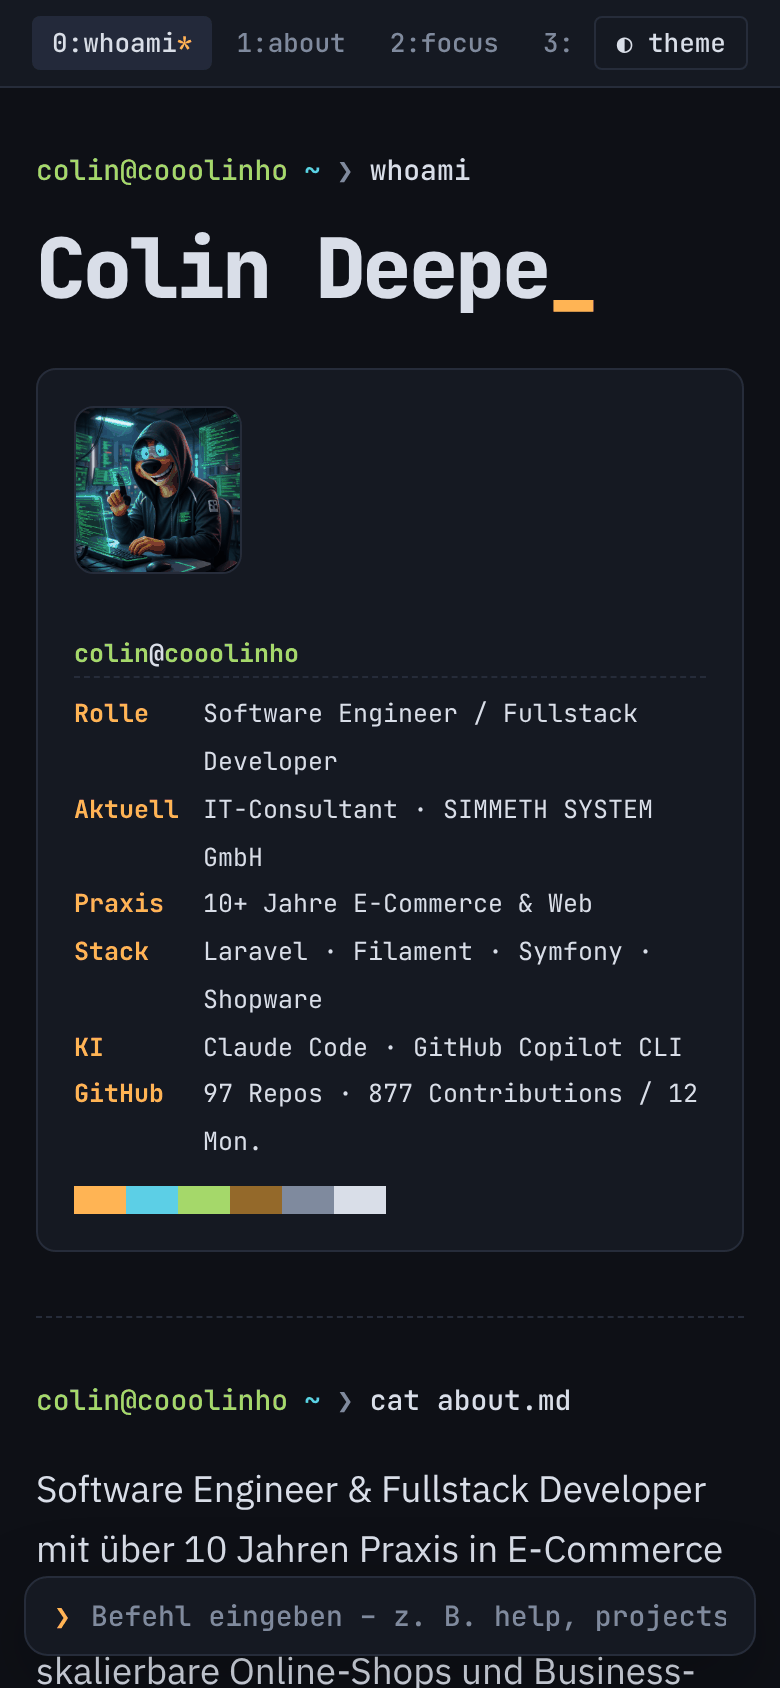 0:whoami* 1:about 2:focus 3: ◐ theme
colin@cooolinho ~ ❯ whoami
Colin Deepe_
colin@cooolinho
Rolle Software Engineer / Fullstack
Developer
Aktuell IT-Consultant · SIMMETH SYSTEM
GmbH
Praxis 10+ Jahre E-Commerce & Web
Stack Laravel · Filament · Symfony ·
Shopware
KI Claude Code · GitHub Copilot CLI
GitHub 97 Repos · 877 Contributions / 12
Mon.
colin@cooolinho ~ ❯ cat about.md
Software Engineer & Fullstack Developer
mit über 10 Jahren Praxis in E-Commerce
❯ Befehl eingeben – z. B. help, projects
skalierbare Online-Shops und Business-